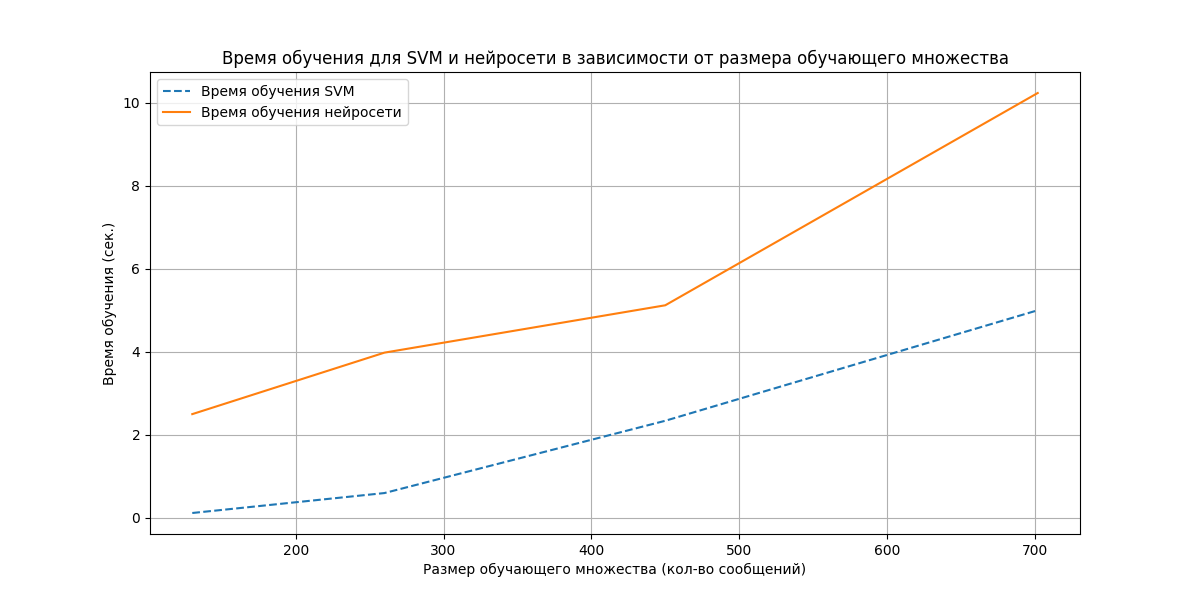 Время обучения для SVM и нейросети в зависимости от размера обучающего множества
Время обучения SVM
Время обучения нейросети
Время обучения (сек.)
10
8
6
4
2
0
200 300 400 500 600 700
Размер обучающего множества (кол-во сообщений)